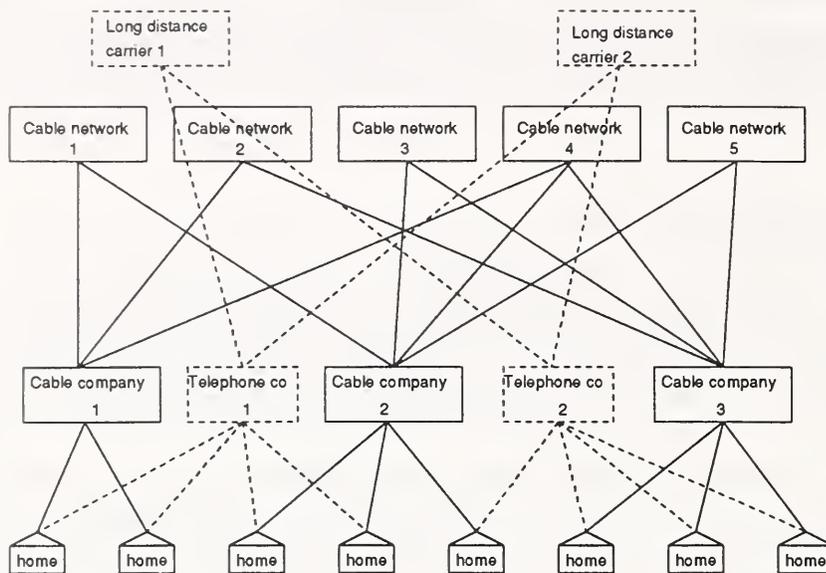 Long distance
carrier 1
Long distance
carrier 2
Cable network
1
Cable network
2
Cable network
3
Cable network
4
Cable network
5
Cable company
1
Telephone co
1
Cable company
2
Telephone co
2
Cable company
3
home
home
home
home
home
home
home
home